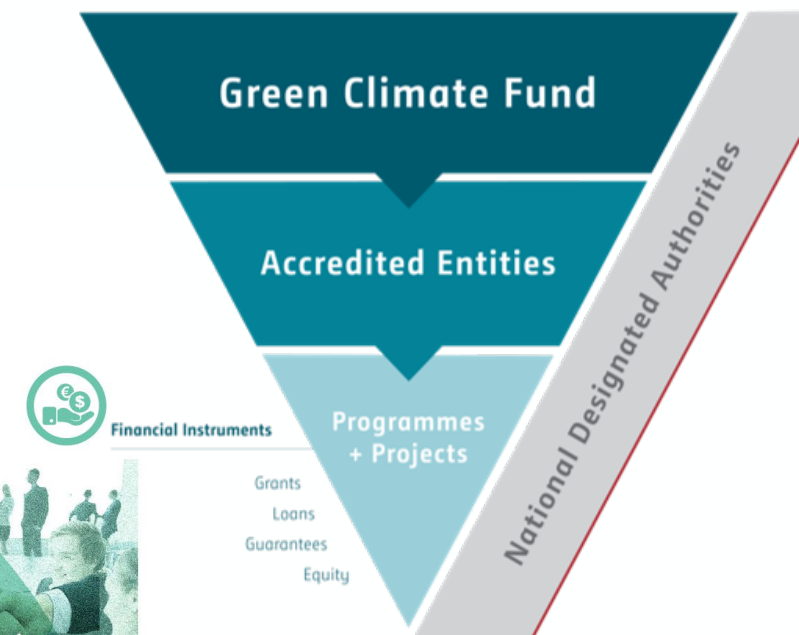 Green Climate Fund
Accredited Entities
Programmes
+ Projects
National Designated Authorities
€
$
Financial Instruments
Grants
Loans
Guarantees
Equity